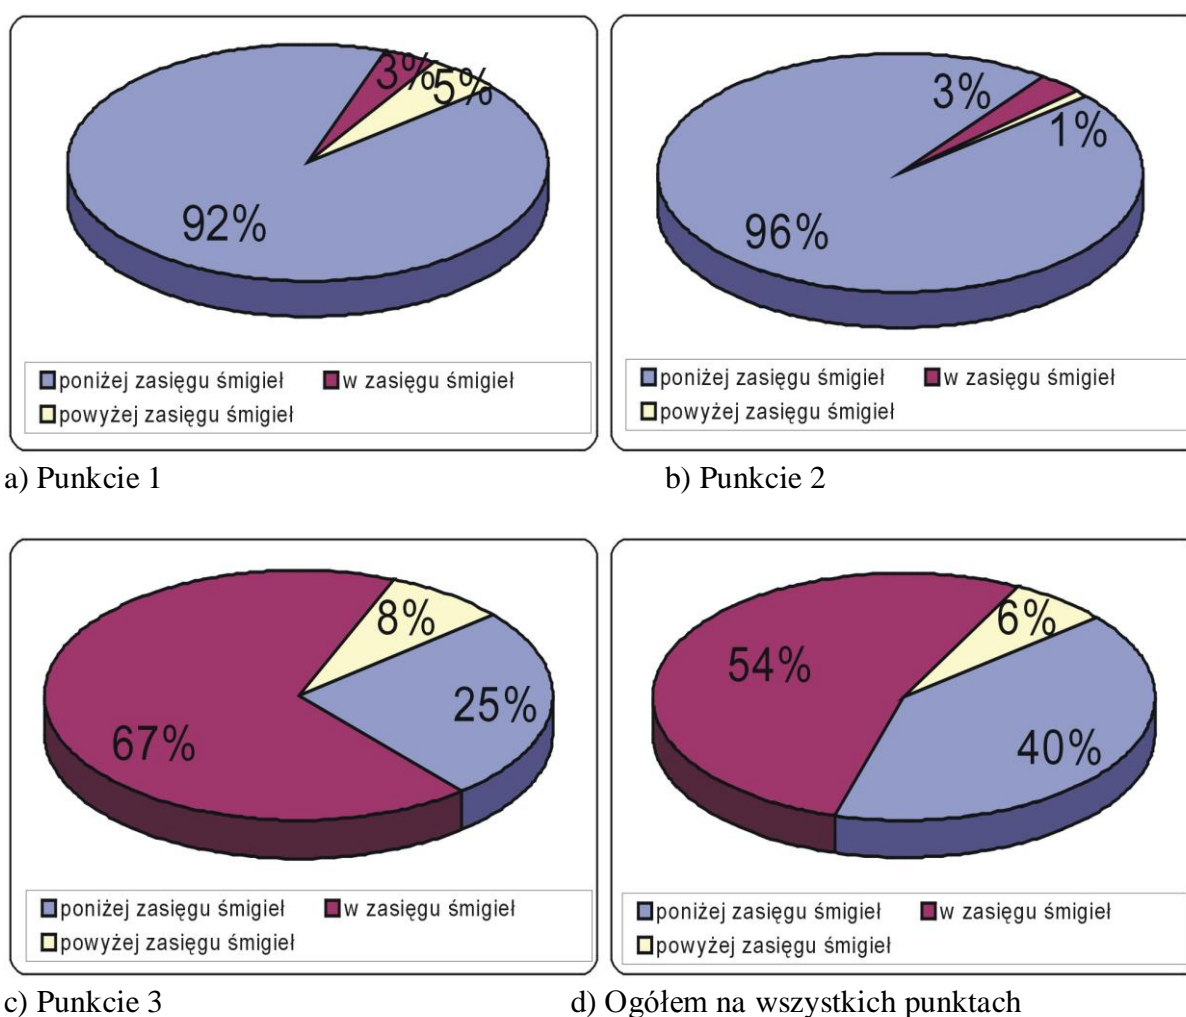 3%
5%
92%
poniżej zasięgu śmigieł
w zasięgu śmigieł
powyżej zasięgu śmigieł
a) Punkcie 1
3%
1%
96%
poniżej zasięgu śmigieł
w zasięgu śmigieł
powyżej zasięgu śmigieł
b) Punkcie 2
8%
25%
67%
poniżej zasięgu śmigieł
w zasięgu śmigieł
powyżej zasięgu śmigieł
c) Punkcie 3
6%
54%
40%
poniżej zasięgu śmigieł
w zasięgu śmigieł
powyżej zasięgu śmigieł
d) Ogółem na wszystkich punktach